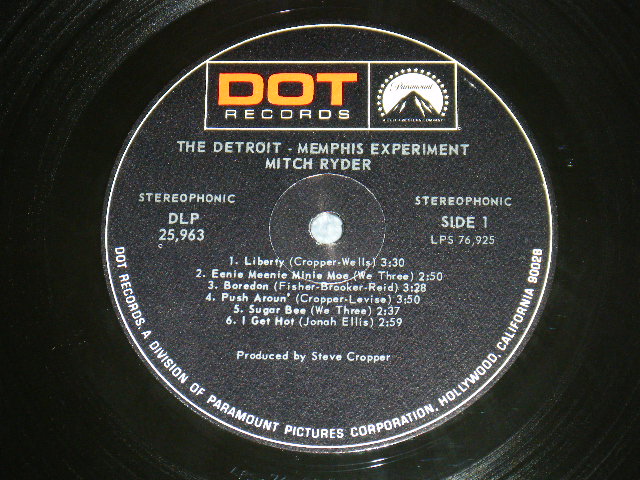 DOT
RECORDS
Paramount
THE DETROIT - MEMPHIS EXPERIMENT
MITCH RYDER
STEREOPHONIC
DLP
25,963
STEREOPHONIC
SIDE 1
LPS 76,925
1. Liberty (Cropper-Wells) 3:30
2. Eenie Meenie Minie Moe (We Three) 2:50
3. Boredon (Fisher-Brooker-Reid) 3:28
4. Push Aroun' (Cropper-Levise) 3:50
5. Sugar Bee (We Three) 2:37
6. I Get Hot (Jonah Ellis) 2:59
Produced by Steve Cropper
DOT RECORDS, A DIVISION OF PARAMOUNT PICTURES CORPORATION, HOLLYWOOD, CALIFORNIA 90028